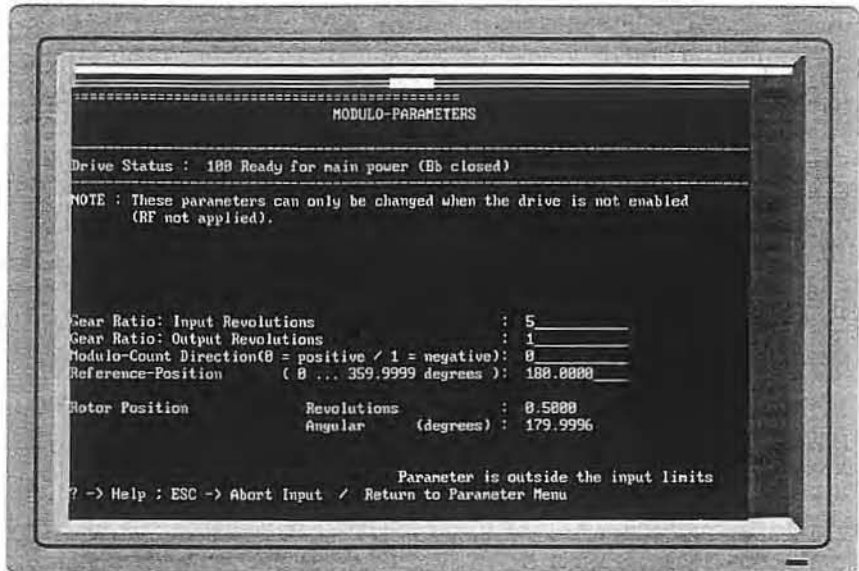 MODULO-PARAMETERS
Drive Status : 100 Ready for main power (Bb closed)
NOTE : These parameters can only be changed when the drive is not enabled
(RF not applied).
Gear Ratio: Input Revolutions : 5
Gear Ratio: Output Revolutions : 1
Modulo-Count Direction(0 = positive / 1 = negative): 0
Reference-Position ( 0 ... 359.9999 degrees ): 180.0000
Rotor Position Revolutions : 0.5000
Angular (degrees) : 179.9996
Parameter is outside the input limits
? -> Help ; ESC -> Abort Input / Return to Parameter Menu